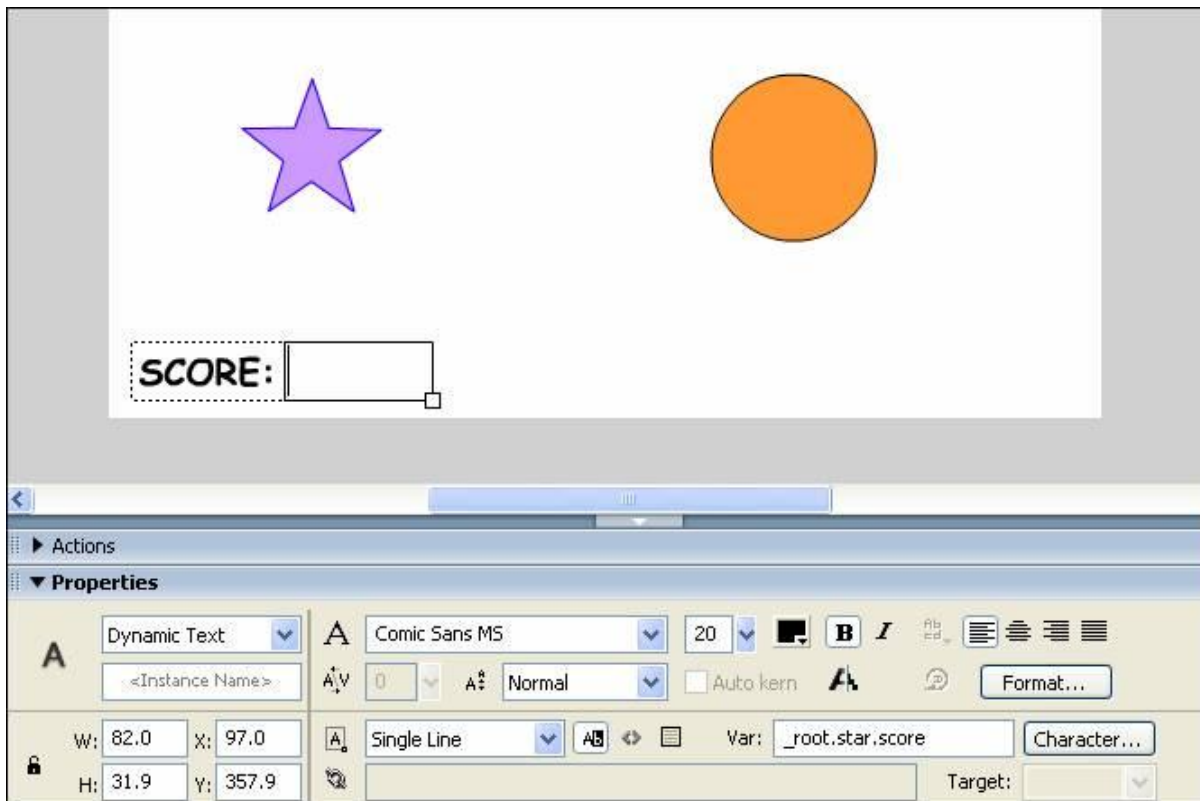 SCORE:
Actions
Properties
A Dynamic Text A Comic Sans MS 20 B I
<Instance Name> A|V 0 Normal Auto kern Format...
W: 82.0 X: 97.0 Single Line Var: _root.star.score Character...
H: 31.9 Y: 357.9 Target: